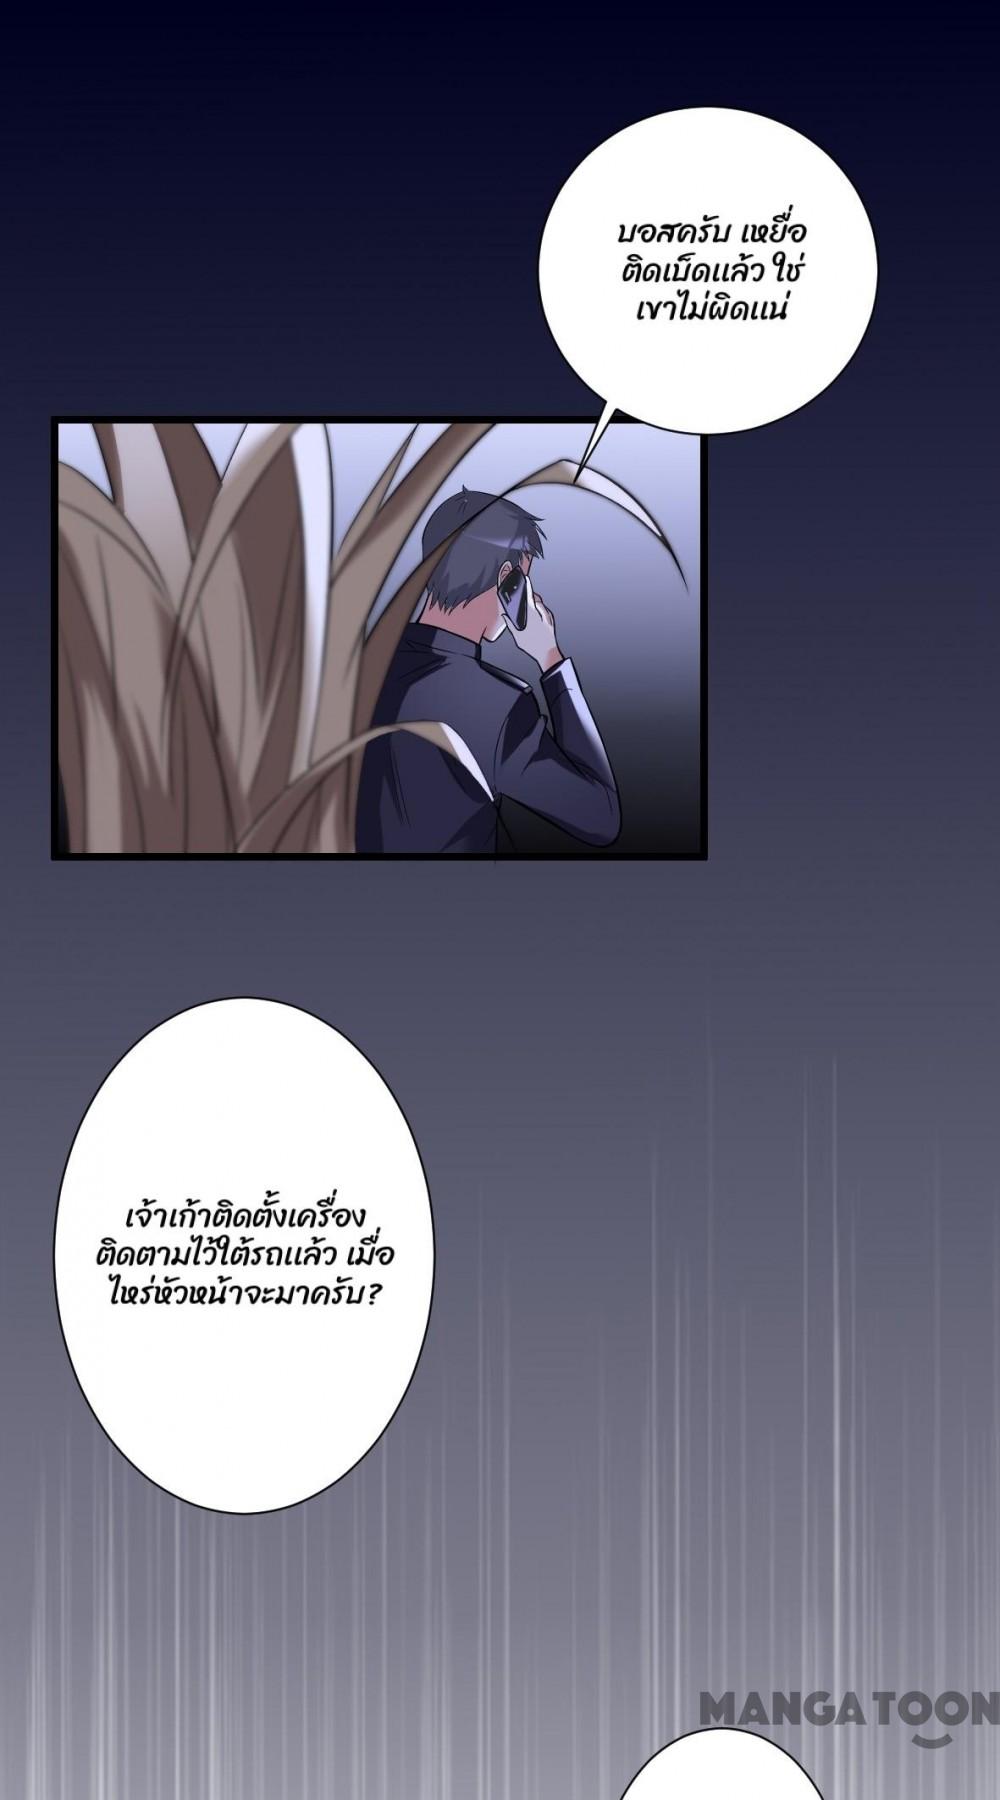 บอสครับ เหยื่อ
ติดเบ็ดแล้ว ใช่
เขาไม่ผิดแน่
เจ้าเก้าติดตั้งเครื่อง
ติดตามไว้ใต้รถแล้ว เมื่อ
ไหร่หัวหน้าจะมาครับ?
MANGATOON